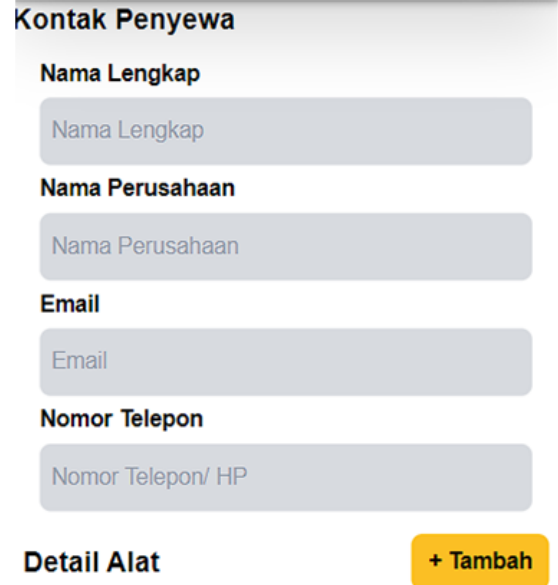 Kontak Penyewa
Nama Lengkap
Nama Lengkap
Nama Perusahaan
Nama Perusahaan
Email
Email
Nomor Telepon
Nomor Telepon/ HP
Detail Alat
+ Tambah